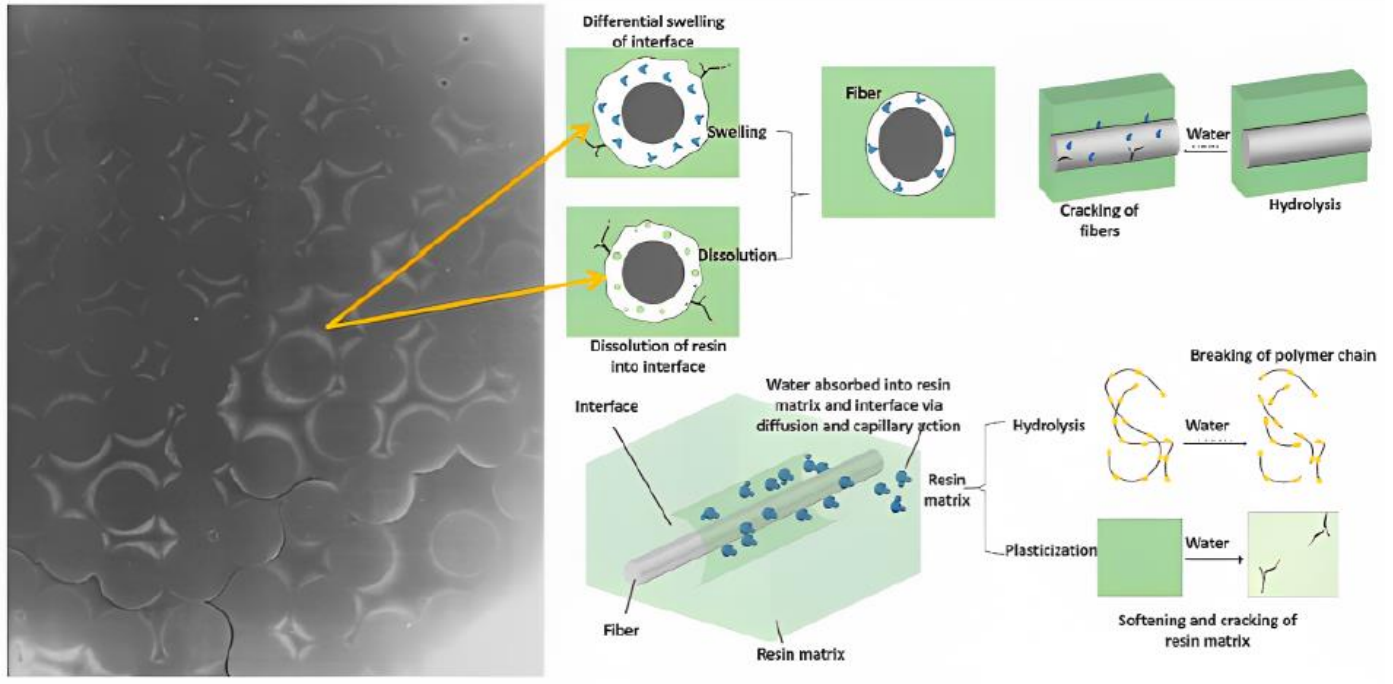 Differential swelling
of interface
Swelling
Dissolution
Dissolution of resin
into interface
Fiber
Water
Cracking of
fibers
Hydrolysis
Water absorbed into resin
matrix and interface via
diffusion and capillary action
Interface
Fiber
Resin matrix
Resin
matrix
Hydrolysis
Breaking of polymer chain
Water
Plasticization
Water
Softening and cracking of
resin matrix